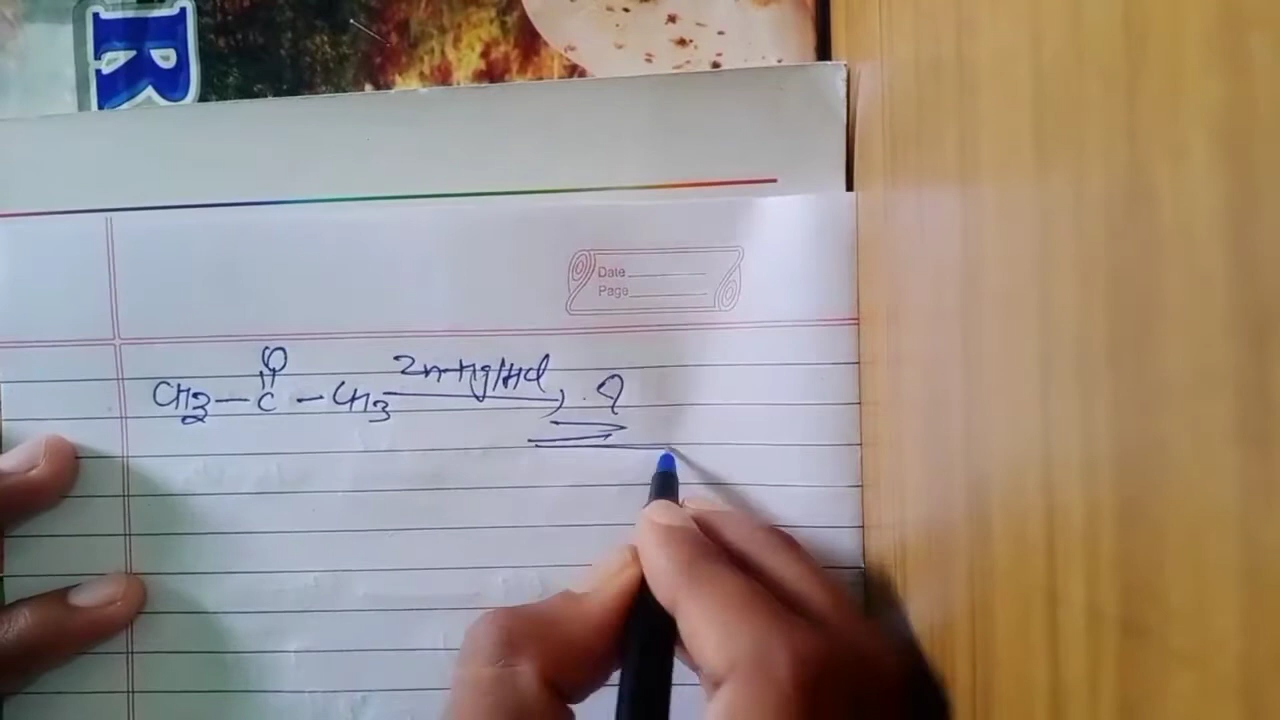 R
Date
Page
O
CH3 – C – CH3 Zn-Hg/HCl ?